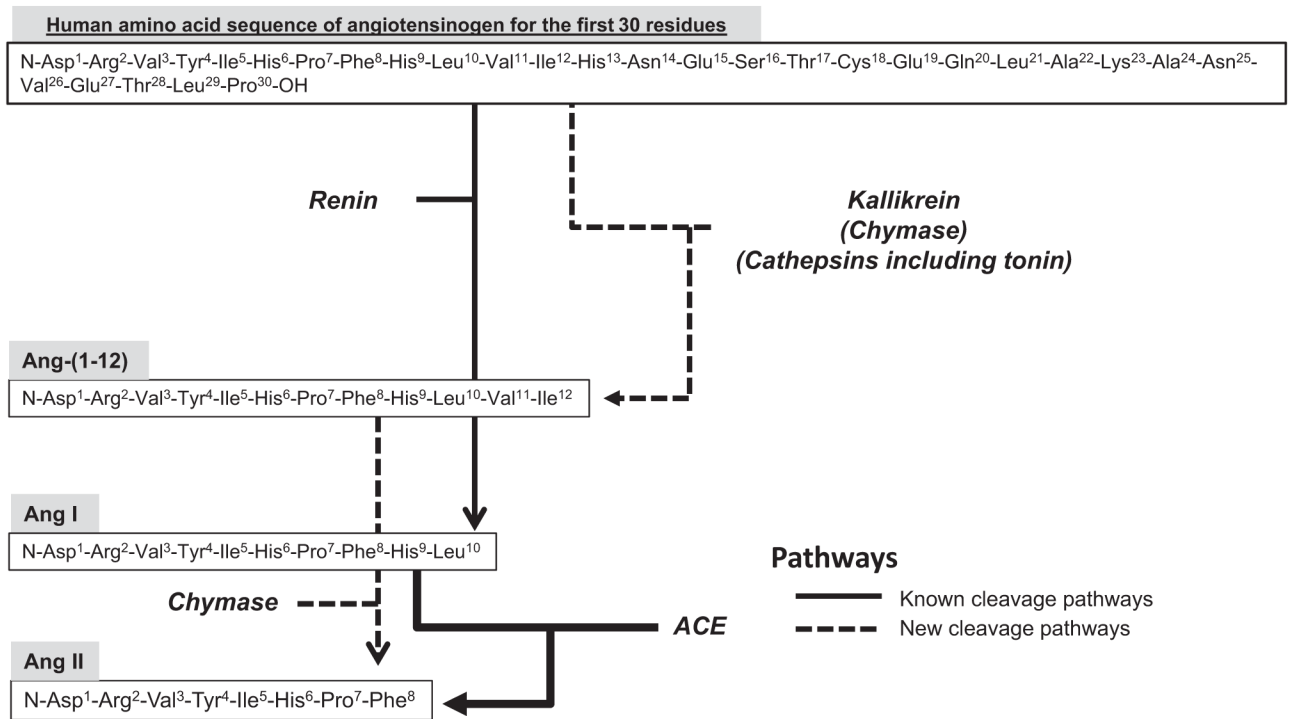 Human amino acid sequence of angiotensinogen for the first 30 residues
N-Asp¹-Arg²-Val³-Tyr⁴-Ile⁵-His⁶-Pro⁷-Phe⁸-His⁹-Leu¹⁰-Val¹¹-Ile¹²-His¹³-Asn¹⁴-Glu¹⁵-Ser¹⁶-Thr¹⁷-Cys¹⁸-Glu¹⁹-Gln²⁰-Leu²¹-Ala²²-Lys²³-Ala²⁴-Asn²⁵-
Val²⁶-Glu²⁷-Thr²⁸-Leu²⁹-Pro³⁰-OH
Renin
Kallikrein
(Chymase)
(Cathepsins including tonin)
Ang-(1-12)
N-Asp¹-Arg²-Val³-Tyr⁴-Ile⁵-His⁶-Pro⁷-Phe⁸-His⁹-Leu¹⁰-Val¹¹-Ile¹²
Ang I
N-Asp¹-Arg²-Val³-Tyr⁴-Ile⁵-His⁶-Pro⁷-Phe⁸-His⁹-Leu¹⁰
Pathways
Known cleavage pathways
New cleavage pathways
Chymase
ACE
Ang II
N-Asp¹-Arg²-Val³-Tyr⁴-Ile⁵-His⁶-Pro⁷-Phe⁸